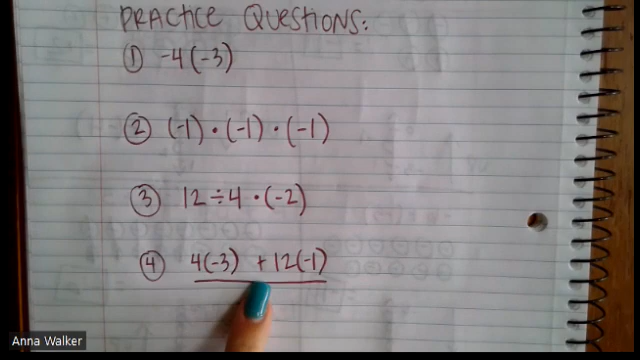 PRACTICE QUESTIONS:
① -4(-3)
② (-1) • (-1) • (-1)
③ 12 ÷ 4 • (-2)
④ 4(-3) + 12(-1)
Anna Walker